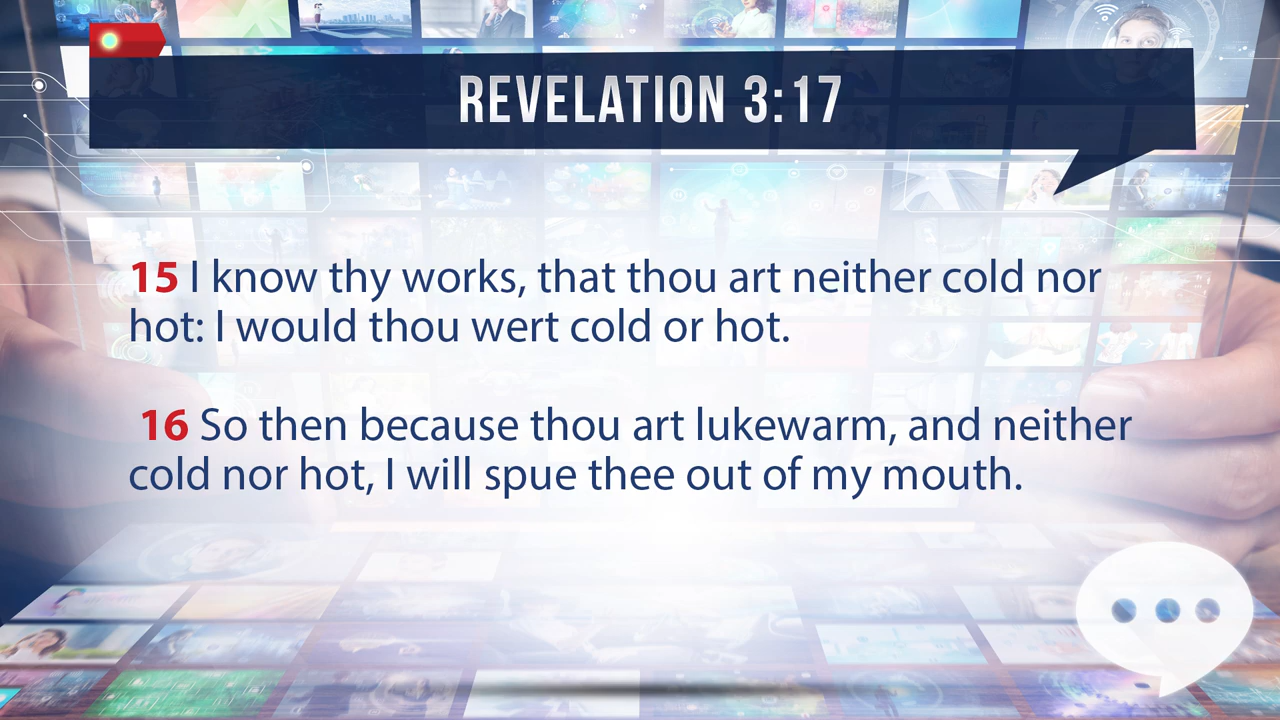 REVELATION 3:17
15 I know thy works, that thou art neither cold nor
hot: I would thou wert cold or hot.
16 So then because thou art lukewarm, and neither
cold nor hot, I will spue thee out of my mouth.